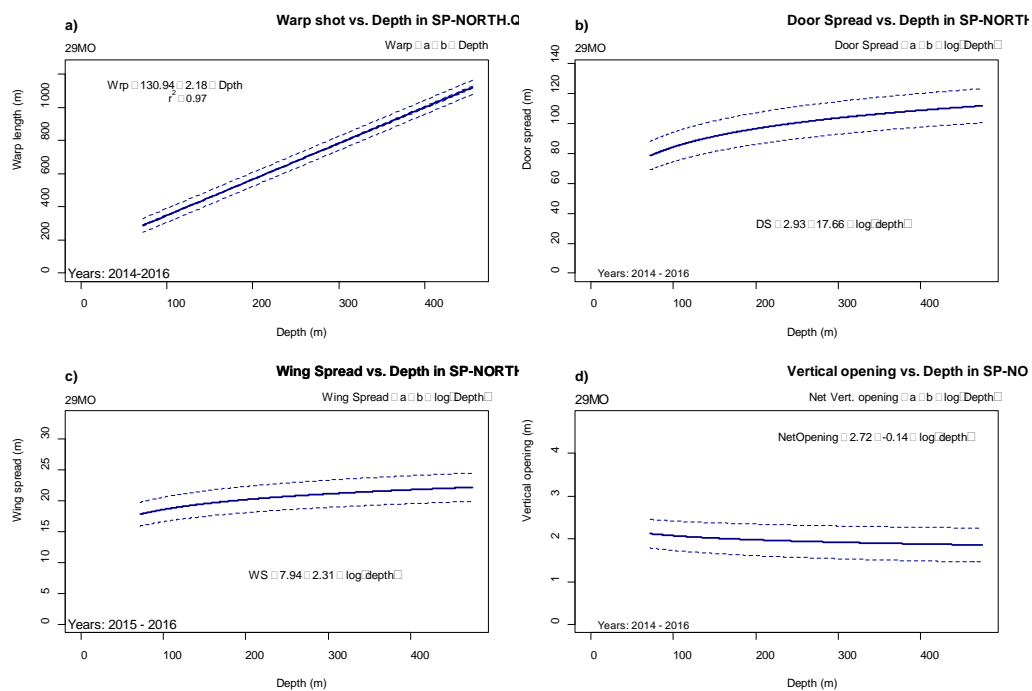 a)
Warp shot vs. Depth in SP-NORTH.Q
29MO
Warp □ a □ b □ Depth
Wrp □ 130.94 □ 2.18 □ Dpth
r² □ 0.97
Warp length (m)
0 200 400 600 800 1000
Years: 2014-2016
0 100 200 300 400
Depth (m)
b)
Door Spread vs. Depth in SP-NORTH
29MO
Door Spread □ a □ b □ log□Depth□
DS □ 2.93 □ 17.66 □ log□depth□
Door spread (m)
0 20 40 60 80 100 120 140
Years: 2014 - 2016
0 100 200 300 400
Depth (m)
c)
Wing Spread vs. Depth in SP-NORTH
29MO
Wing Spread □ a □ b □ log□Depth□
WS □ 7.94 □ 2.31 □ log□depth□
Wing spread (m)
0 5 10 15 20 25 30
Years: 2015 - 2016
0 100 200 300 400
Depth (m)
d)
Vertical opening vs. Depth in SP-NO
29MO
Net Vert. opening □ a □ b □ log□Depth□
NetOpening □ 2.72 □ -0.14 □ log□depth□
Vertical opening (m)
0 1 2 3 4
Years: 2014 - 2016
0 100 200 300 400
Depth (m)